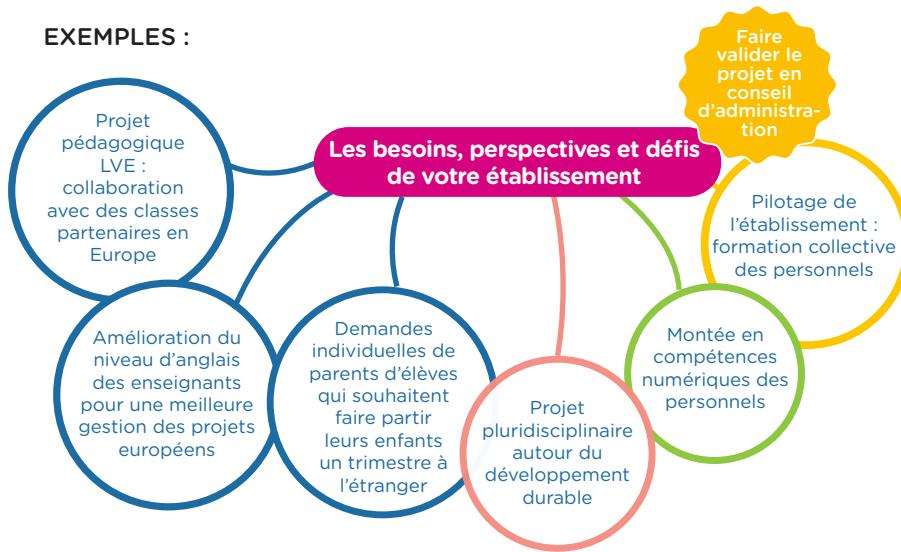 EXEMPLES :
Faire
valider le
projet en
conseil
d'administra-
tion
Les besoins, perspectives et défis
de votre établissement
Projet
pédagogique
LVE :
collaboration
avec des classes
partenaires en
Europe
Pilotage de
l'établissement :
formation collective
des personnels
Amélioration du
niveau d'anglais
des enseignants
pour une meilleure
gestion des projets
européens
Demandes
individuelles de
parents d'élèves
qui souhaitent
faire partir
leurs enfants
un trimestre à
l'étranger
Projet
pluridisciplinaire
autour du
développement
durable
Montée en
compétences
numériques des
personnels